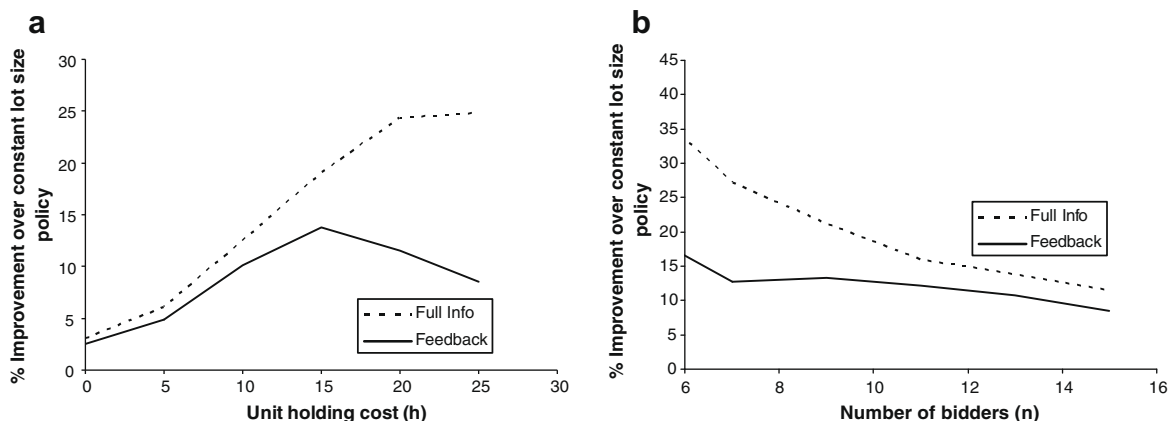 a
% Improvement over constant lot size
policy
30
25
20
15
10
5
0
0 5 10 15 20 25 30
Unit holding cost (h)
Full Info
Feedback
b
% Improvement over constant lot size
policy
45
40
35
30
25
20
15
10
5
0
6 8 10 12 14 16
Number of bidders (n)
Full Info
Feedback